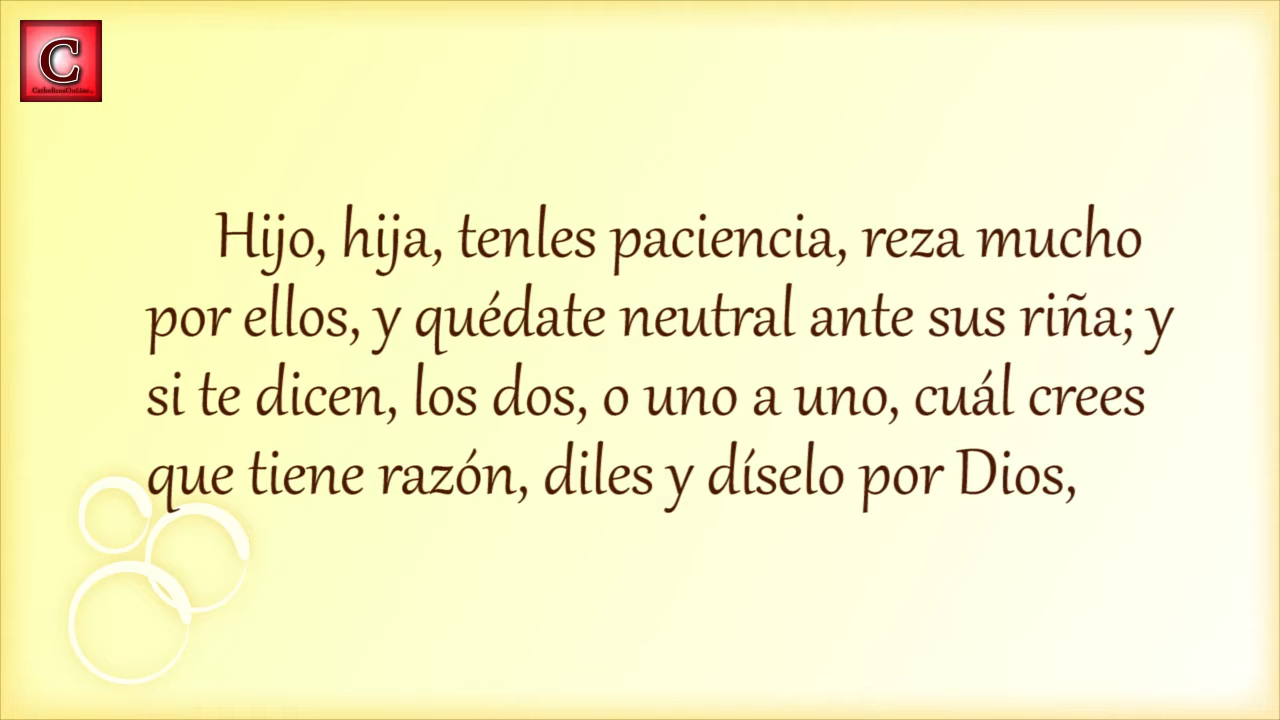 C
Hijo, hija, tenles paciencia, reza mucho
por ellos, y quédate neutral ante sus riña; y
si te dicen, los dos, o uno a uno, cuál crees
que tiene razón, diles y díselo por Dios,